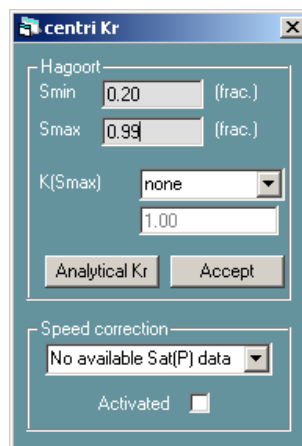 centri Kr
Hagoort
Smin 0.20 (frac.)
Smax 0.99 (frac.)
K(Smax) none
1.00
Analytical Kr Accept
Speed correction
No available Sat(P) data
Activated